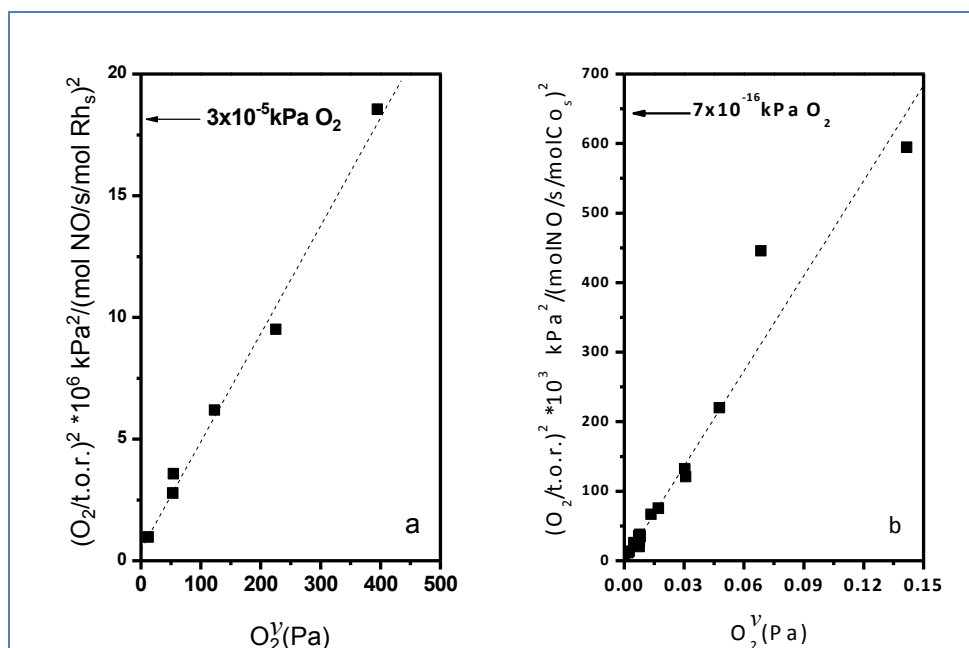 (O₂/t.o.r.)² *10⁶ kPa²/(mol NO/s/mol Rhₛ)²
20
15
10
5
0
3x10⁻⁵kPa O₂
a
0 100 200 300 400 500
O₂ᵛ(Pa)
(O₂/t.o.r.)² *10³ kPa²/(molNO/s/molCoₛ)²
700
600
500
400
300
200
100
0
7x10⁻¹⁶kPa O₂
b
0.00 0.03 0.06 0.09 0.12 0.15
O₂ᵛ(Pa)